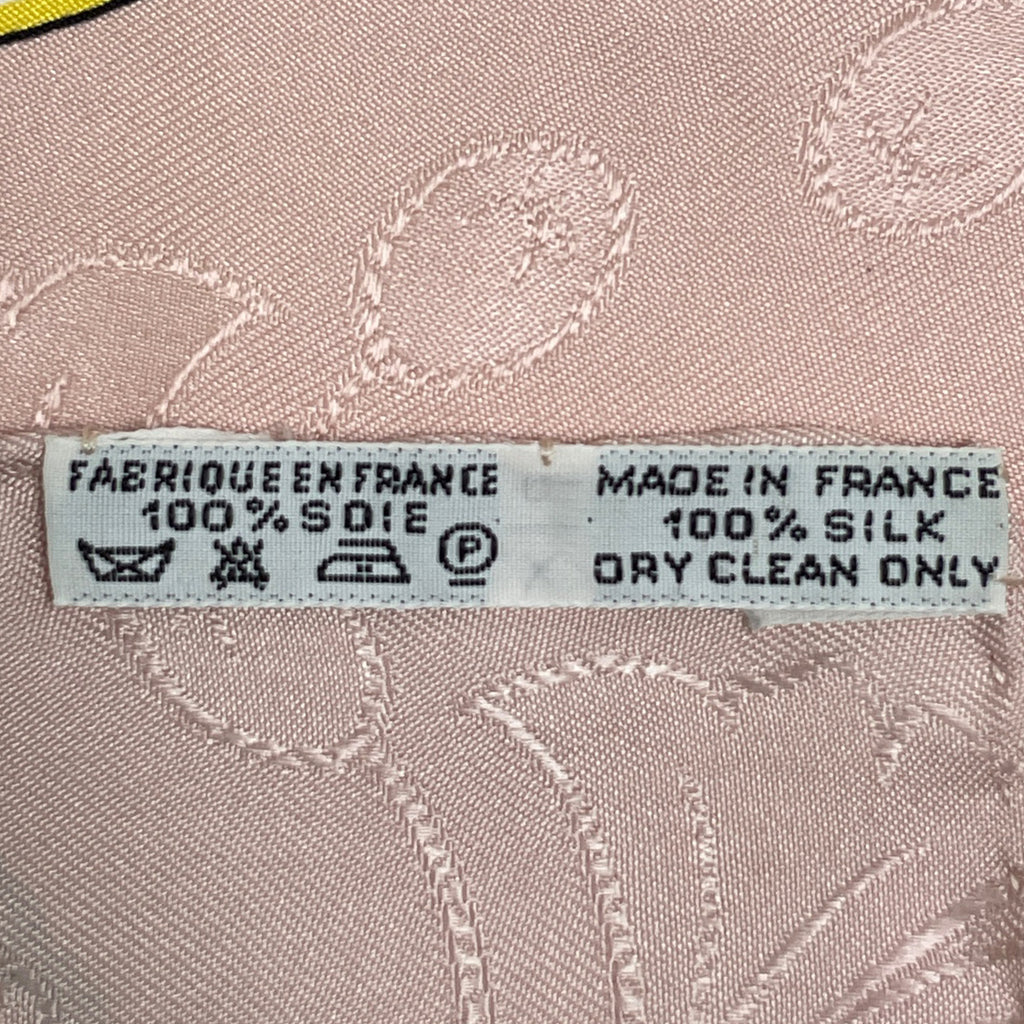 FABRIQUE EN FRANCE
100% SOIE
P
MADE IN FRANCE
100% SILK
DRY CLEAN ONLY